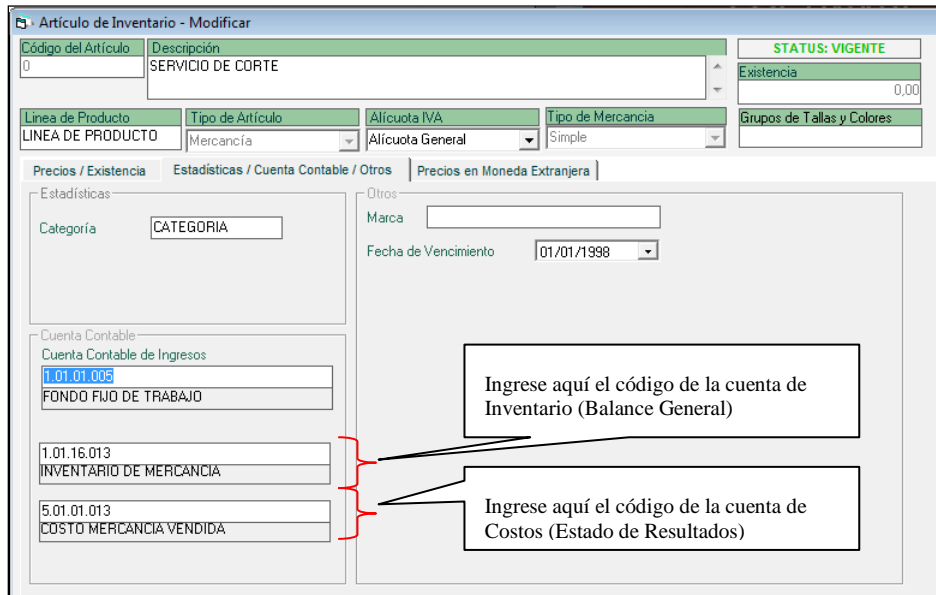 Artículo de Inventario - Modificar
Código del Artículo Descripción STATUS: VIGENTE
0 SERVICIO DE CORTE
Existencia
0,00
Linea de Producto Tipo de Artículo Alícuota IVA Tipo de Mercancia Grupos de Tallas y Colores
LINEA DE PRODUCTO Mercancía Alícuota General Simple
Precios / Existencia Estadísticas / Cuenta Contable / Otros Precios en Moneda Extranjera
Estadísticas Otros
Marca
Categoría CATEGORIA
Fecha de Vencimiento 01/01/1998
Cuenta Contable
Cuenta Contable de Ingresos
1.01.01.005
FONDO FIJO DE TRABAJO
Ingrese aquí el código de la cuenta de
Inventario (Balance General)
1.01.16.013
INVENTARIO DE MERCANCIA
5.01.01.013
COSTO MERCANCIA VENDIDA
Ingrese aquí el código de la cuenta de
Costos (Estado de Resultados)